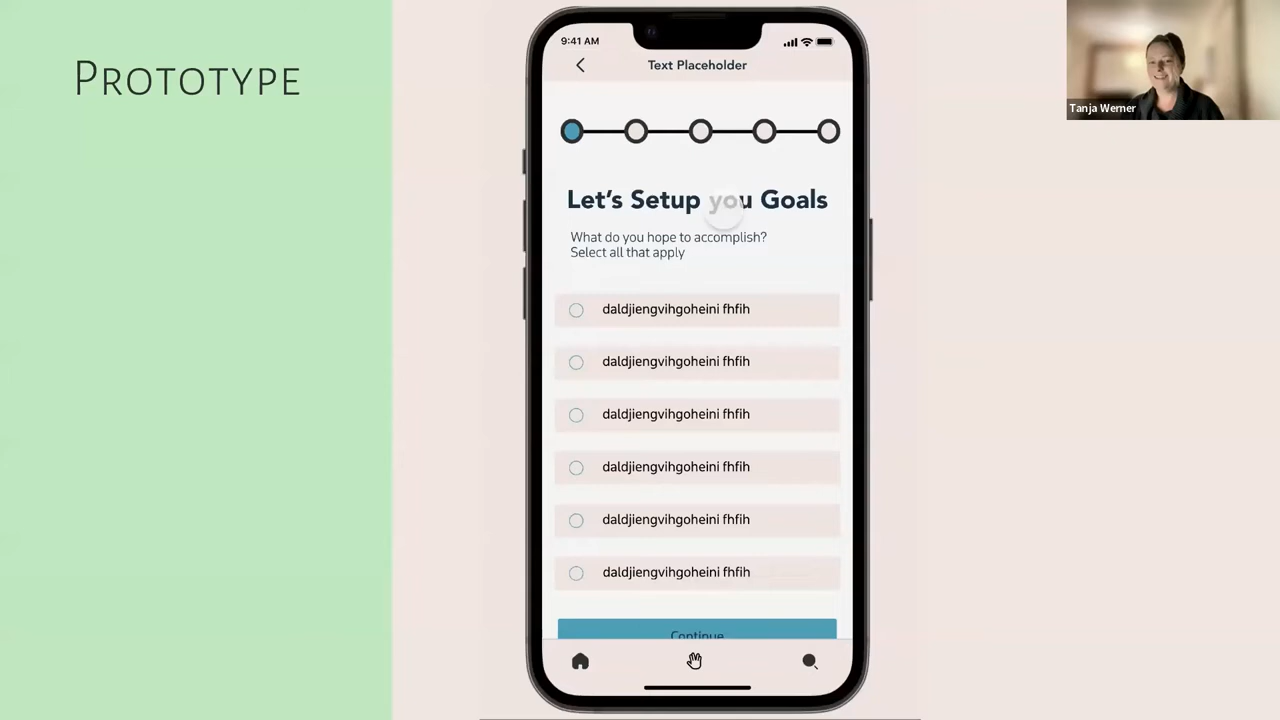 PROTOTYPE
9:41 AM
Text Placeholder
Let's Setup you Goals
What do you hope to accomplish?
Select all that apply
daldjiengvihgoheini fhfih
daldjiengvihgoheini fhfih
daldjiengvihgoheini fhfih
daldjiengvihgoheini fhfih
daldjiengvihgoheini fhfih
daldjiengvihgoheini fhfih
Continue
Tanja Werner